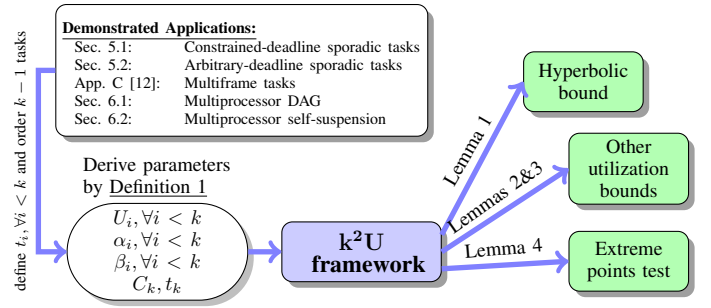 Demonstrated Applications:
Sec. 5.1: Constrained-deadline sporadic tasks
Sec. 5.2: Arbitrary-deadline sporadic tasks
App. C [12]: Multiframe tasks
Sec. 6.1: Multiprocessor DAG
Sec. 6.2: Multiprocessor self-suspension
define t_i, ∀i < k and order k − 1 tasks
Derive parameters
by Definition 1
U_i, ∀i < k
α_i, ∀i < k
β_i, ∀i < k
C_k, t_k
k²U
framework
Lemma 1
Lemmas 2&3
Lemma 4
Hyperbolic
bound
Other
utilization
bounds
Extreme
points test